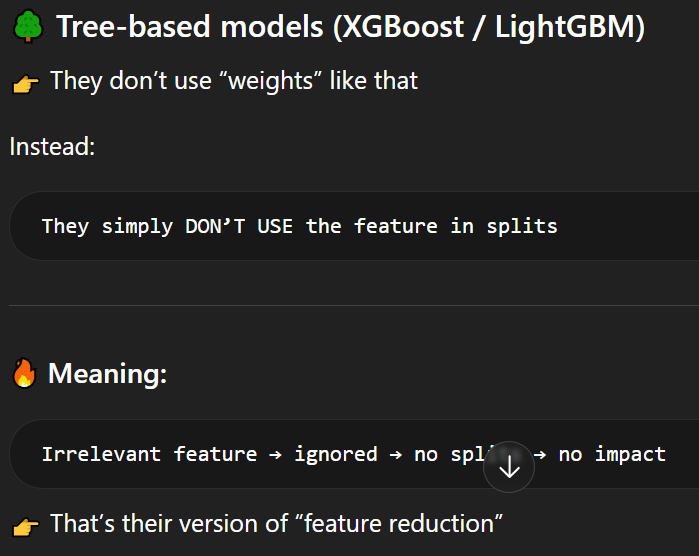 🌳 Tree-based models (XGBoost / LightGBM)
👉 They don’t use “weights” like that
Instead:
They simply DON’T USE the feature in splits
🔥 Meaning:
Irrelevant feature → ignored → no → no impact
👉 That’s their version of “feature reduction”